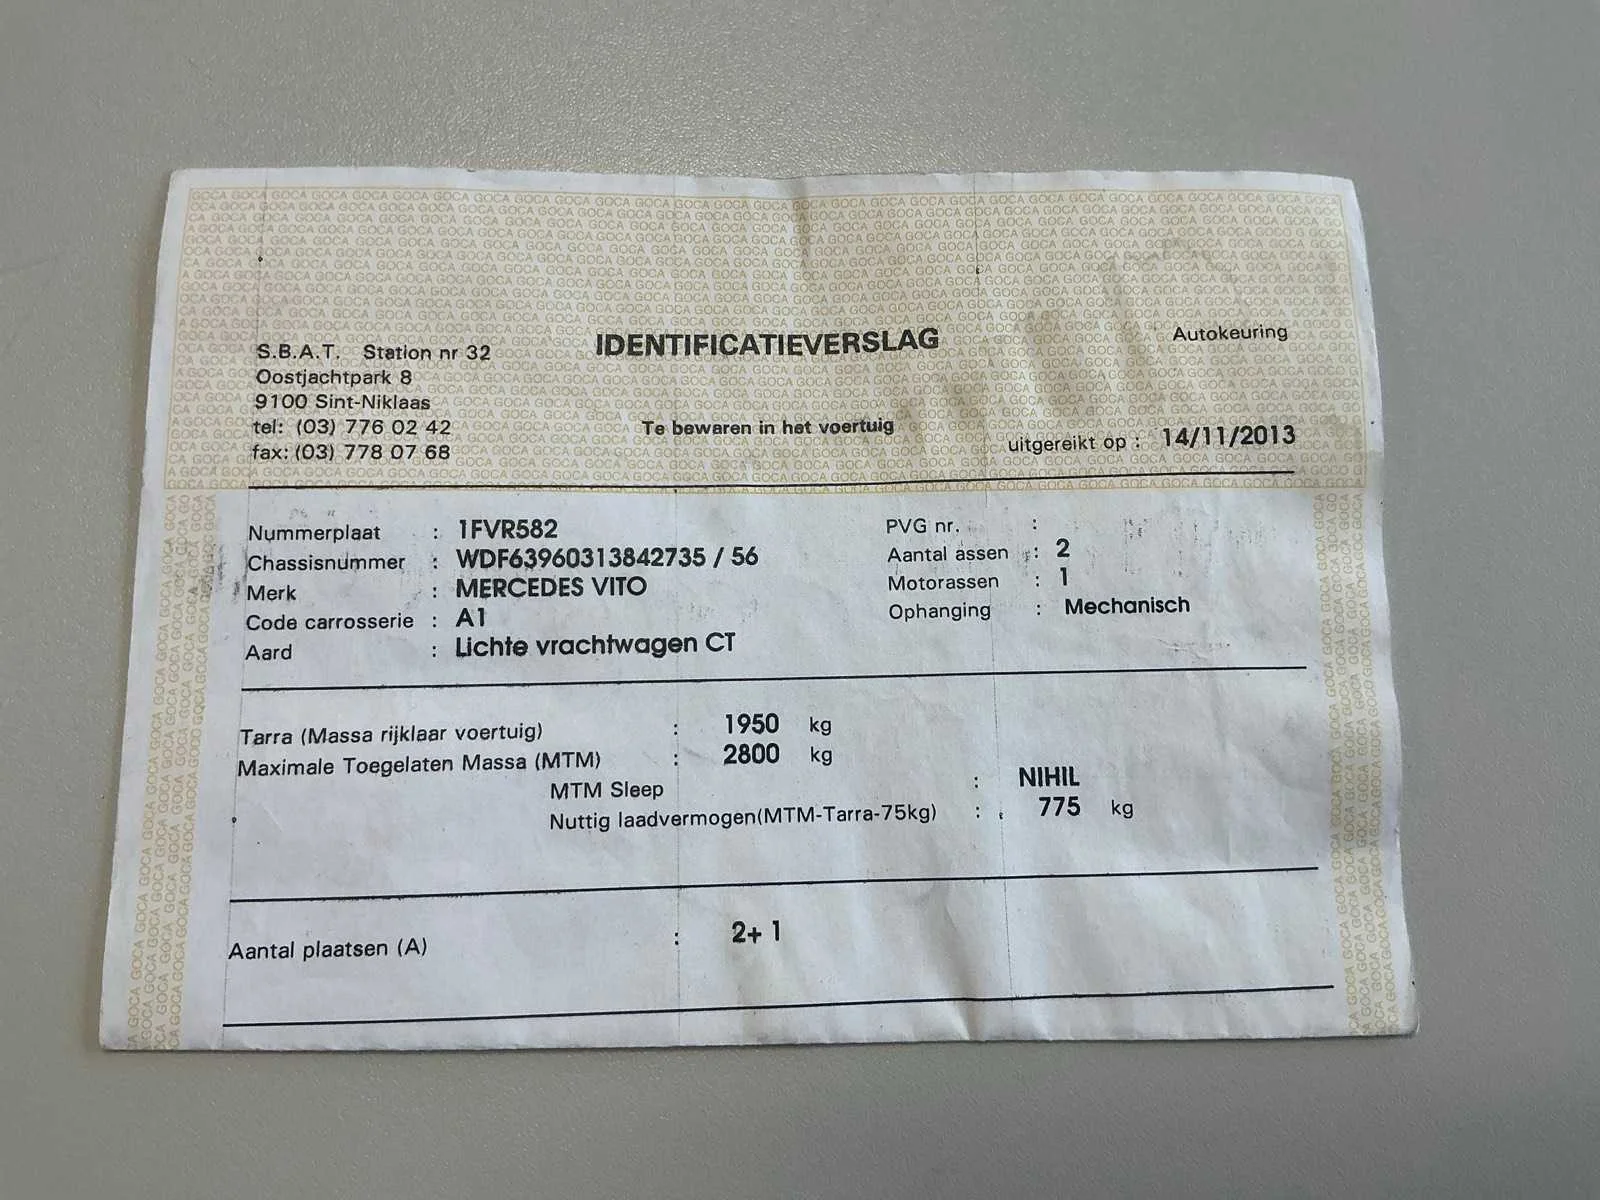 S.B.A.T. Station nr 32
Oostjachtpark 8
9100 Sint-Niklaas
tel: (03) 776 02 42
fax: (03) 778 07 68
IDENTIFICATIEVERSLAG
Te bewaren in het voertuig
Autokeuring
uitgereikt op : 14/11/2013
Nummerplaat : 1FVR582
Chassisnummer : WDF63960313842735 / 56
Merk : MERCEDES VITO
Code carrosserie : A1
Aard : Lichte vrachtwagen CT
PVG nr. :
Aantal assen : 2
Motorassen : 1
Ophanging : Mechanisch
Tarra (Massa rijklaar voertuig) : 1950 kg
Maximale Toegelaten Massa (MTM) : 2800 kg
MTM Sleep : NIHIL
Nuttig laadvermogen(MTM-Tarra-75kg) : 775 kg
Aantal plaatsen (A) : 2+ 1